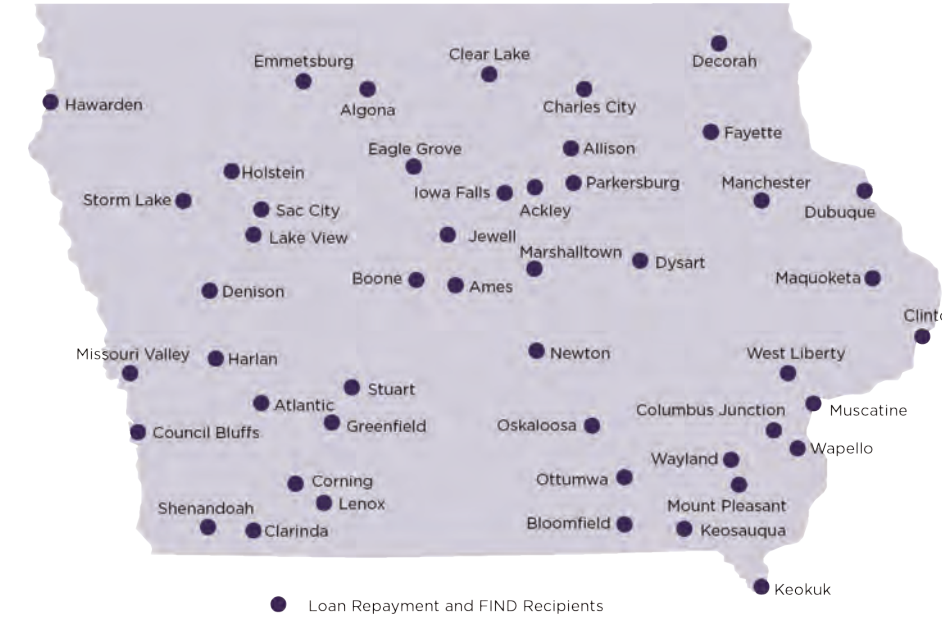 Decorah
Clear Lake
Emmetsburg
Hawarden
Algona
Charles City
Fayette
Eagle Grove
Allison
Holstein
Parkersburg
Manchester
Storm Lake
Iowa Falls
Sac City
Ackley
Dubuque
Lake View
Jewell
Marshalltown
Dysart
Boone
Maquoketa
Denison
Ames
Clint
Missouri Valley
Harlan
Newton
West Liberty
Stuart
Atlantic
Columbus Junction
Muscatine
Greenfield
Oskaloosa
Council Bluffs
Wapello
Wayland
Corning
Ottumwa
Lenox
Shenandoah
Mount Pleasant
Bloomfield
Clarinda
Keosauqua
Keokuk
Loan Repayment and FIND Recipients